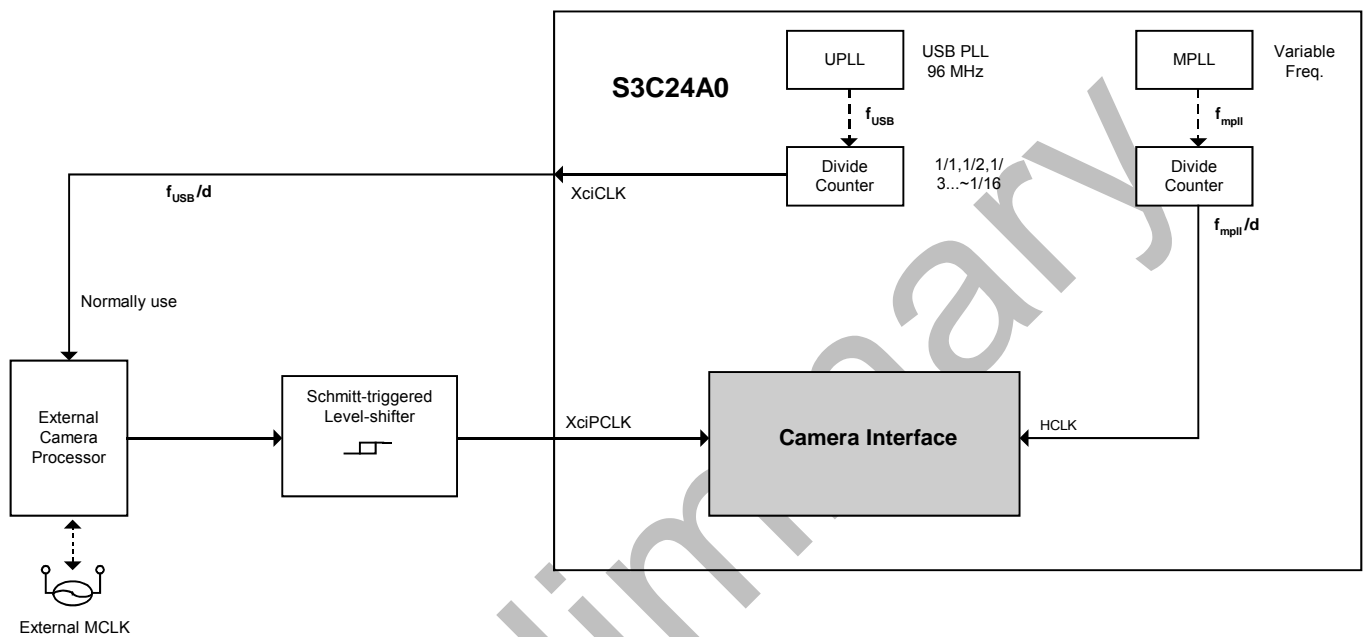 UPLL
USB PLL
96 MHz
MPLL
Variable
Freq.
S3C24A0
fUSB
fmpll
Divide
Counter
1/1,1/2,1/
3...~1/16
Divide
Counter
fUSB/d
XciCLK
fmpll/d
Normally use
External
Camera
Processor
Schmitt-triggered
Level-shifter
XciPCLK
Camera Interface
HCLK
External MCLK